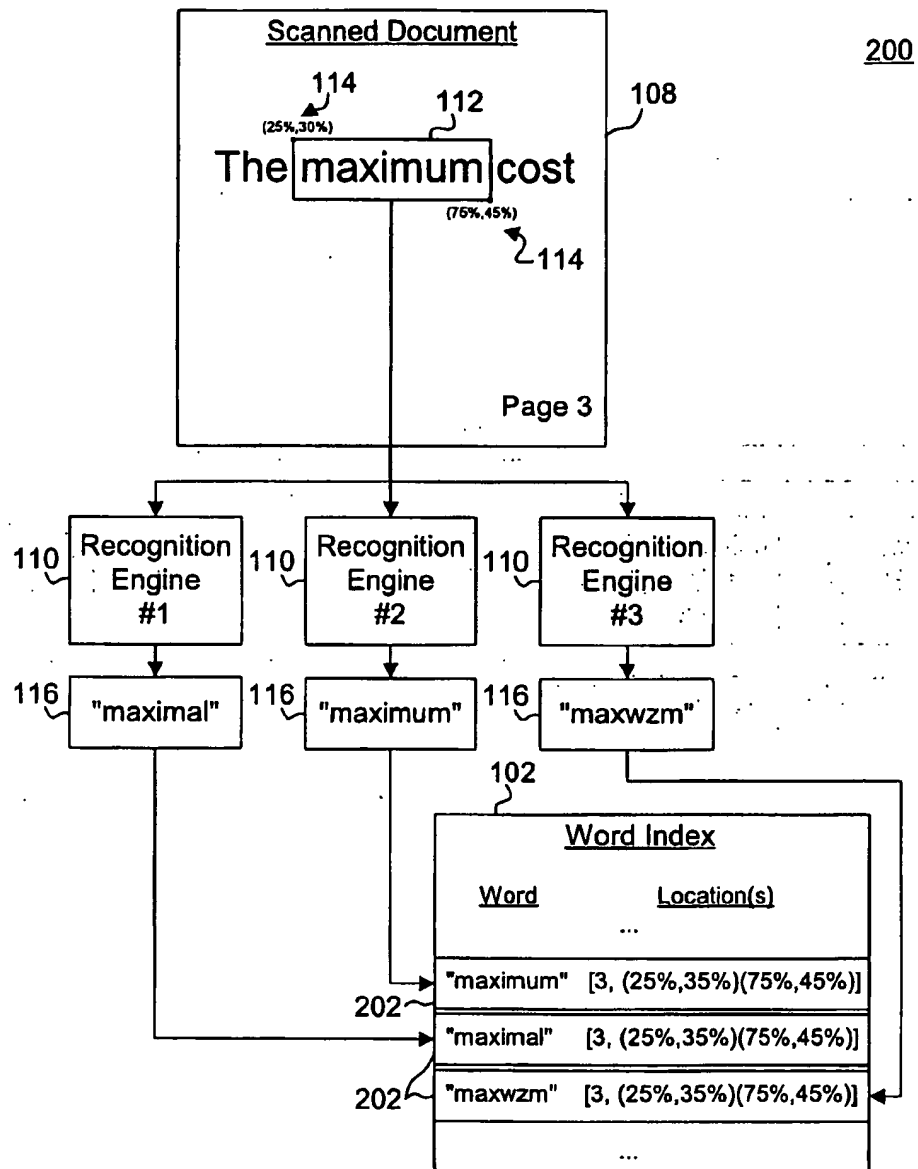 Scanned Document
200
114
112
108
(25%,30%)
The maximum cost
(75%,45%)
114
Page 3
110
Recognition
Engine
#1
110
Recognition
Engine
#2
110
Recognition
Engine
#3
116
"maximal"
116
"maximum"
116
"maxwzm"
102
Word Index
Word Location(s)
...
"maximum" [3, (25%,35%)(75%,45%)]
202
"maximal" [3, (25%,35%)(75%,45%)]
202
"maxwzm" [3, (25%,35%)(75%,45%)]
...